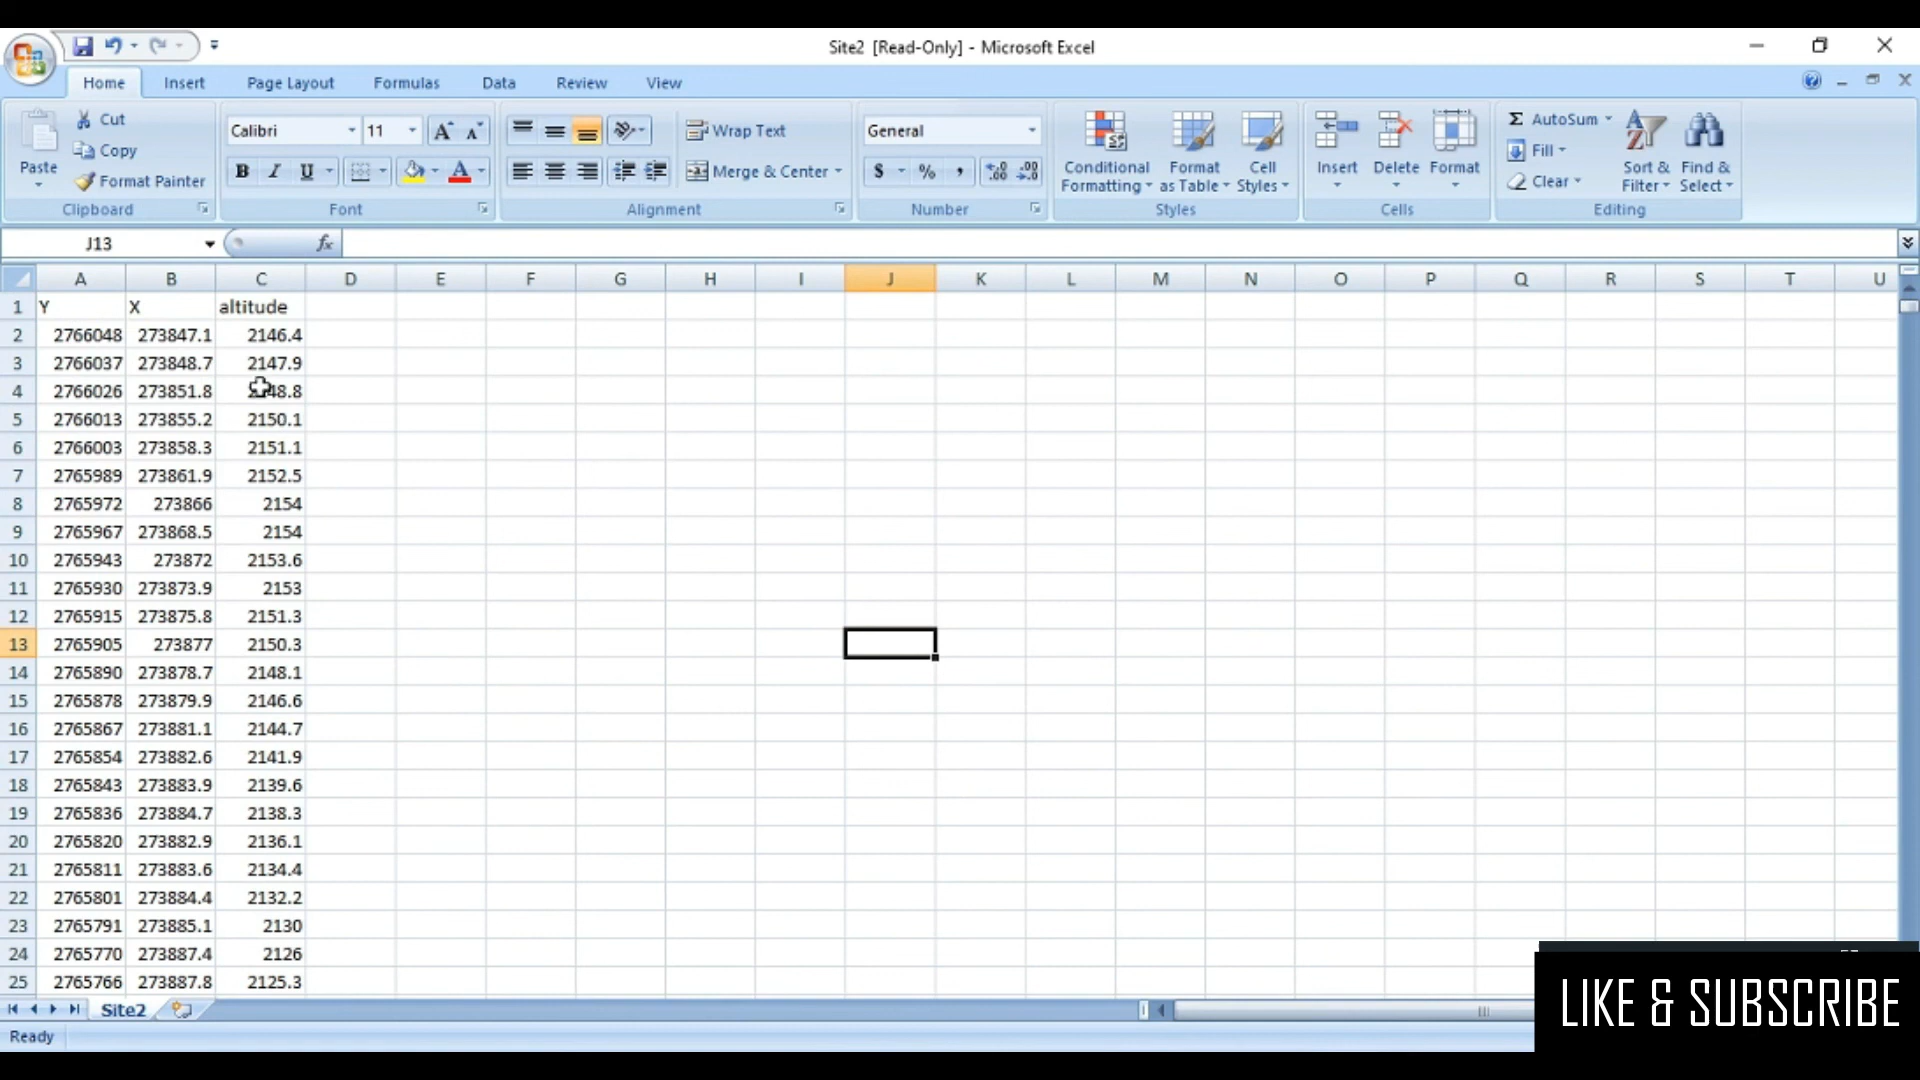 Site2 [Read-Only] - Microsoft Excel
Home Insert Page Layout Formulas Data Review View
Paste Cut Copy Format Painter Clipboard
Calibri 11 A A B I U A Font
Wrap Text Merge & Center Alignment
General $ % , .00 .00 Number
Conditional Formatting Format as Table Cell Styles Styles
Insert Delete Format Cells
Σ AutoSum Fill Clear Sort & Filter Find & Select Editing
J13 fx
A B C D E F G H I J K L M N O P Q R S T U
1 Y X altitude
2 2766048 273847.1 2146.4
3 2766037 273848.7 2147.9
4 2766026 273851.8 48.8
5 2766013 273855.2 2150.1
6 2766003 273858.3 2151.1
7 2765989 273861.9 2152.5
8 2765972 273866 2154
9 2765967 273868.5 2154
10 2765943 273872 2153.6
11 2765930 273873.9 2153
12 2765915 273875.8 2151.3
13 2765905 273877 2150.3
14 2765890 273878.7 2148.1
15 2765878 273879.9 2146.6
16 2765867 273881.1 2144.7
17 2765854 273882.6 2141.9
18 2765843 273883.9 2139.6
19 2765836 273884.7 2138.3
20 2765820 273882.9 2136.1
21 2765811 273883.6 2134.4
22 2765801 273884.4 2132.2
23 2765791 273885.1 2130
24 2765770 273887.4 2126
25 2765766 273887.8 2125.3
Site2
Ready
LIKE & SUBSCRIBE